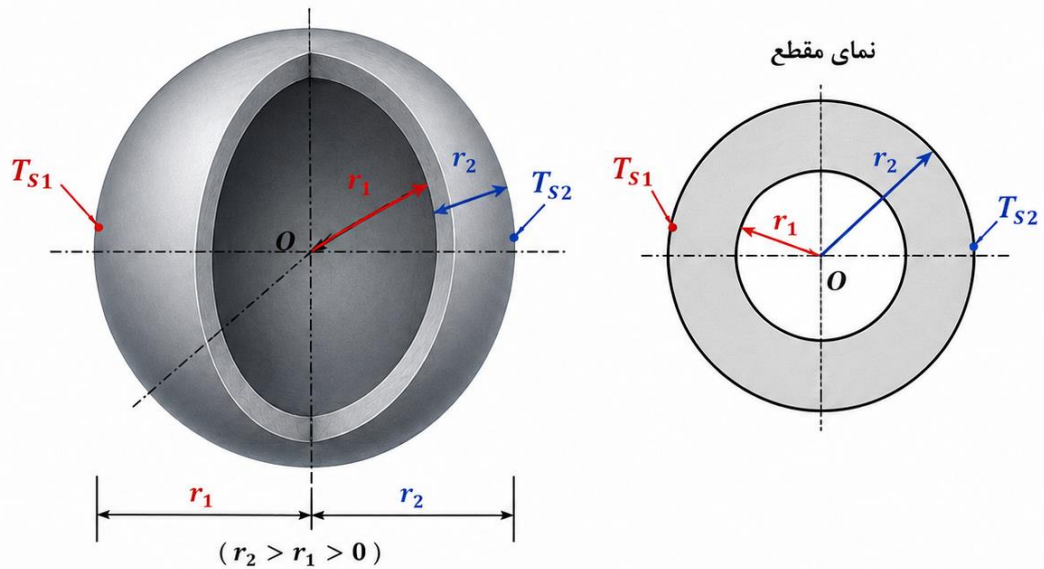 نمای مقطع
T_{S1}
r_1
r_2
T_{S2}
O
T_{S1}
r_1
r_2
T_{S2}
O
r_1
r_2
( r_2 > r_1 > 0 )